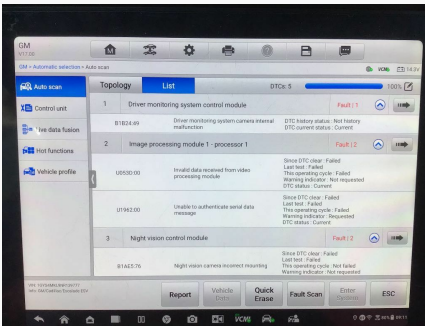 GM
V17.00
GM > Automatic selection > Auto scan
VCMI 14.3V
Auto scan
Topology List DTCs: 5 100%
Control unit
Live data fusion
Hot functions
Vehicle profile
1 Driver monitoring system control module Fault | 1
B1B24:49 Driver monitoring system camera internal malfunction
DTC history status : Not history
DTC current status : Current
2 Image processing module 1 - processor 1 Fault | 2
U053D:00 Invalid data received from video processing module
Since DTC clear : Failed
Last test : Failed
This operating cycle : Failed
Warning indicator : Not requested
DTC status : Current
U1962:00 Unable to authenticate serial data message
Since DTC clear : Failed
Last test : Failed
This operating cycle : Failed
Warning indicator : Requested
DTC status : Current
3 Night vision control module Fault | 2
B1AE5:76 Night vision camera incorrect mounting
Since DTC clear : Failed
Last test : Failed
This operating cycle : Not failed
Warning indicator : Not requested
Report
Vehicle Data
Quick Erase
Fault Scan
Enter System
ESC
VCMI